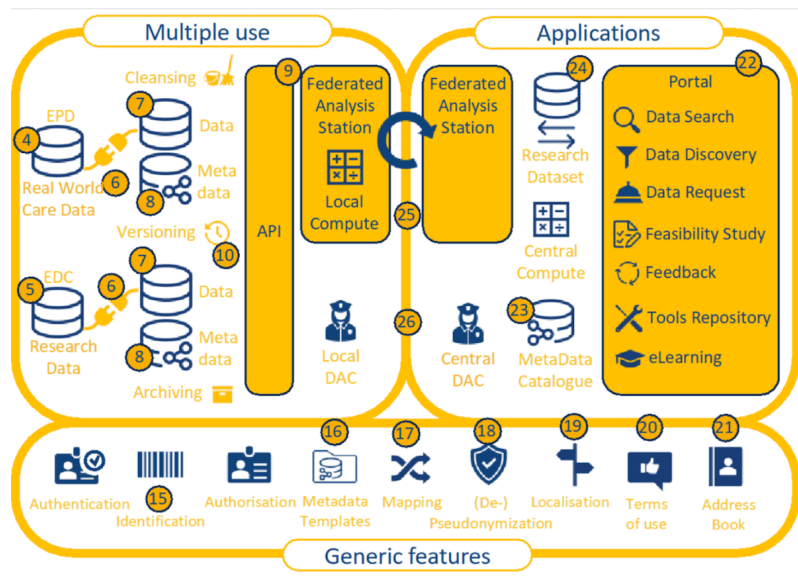 Multiple use
Applications
Cleansing
9
Federated
Analysis
Station
Local
Compute
Federated
Analysis
Station
24
Research
Dataset
22
Portal
Data Search
Data Discovery
Data Request
Feasibility Study
Feedback
Tools Repository
eLearning
EPD
4
Real World
Care Data
6
7
Data
8
Meta
data
Versioning
10
API
25
Central
Compute
EDC
5
Research
Data
6
7
Data
8
Meta
data
Archiving
Local
DAC
26
Central
DAC
23
MetaData
Catalogue
Authentication
15
Identification
Authorisation
16
Metadata
Templates
17
Mapping
18
(De-)
Pseudonymization
19
Localisation
20
Terms
of use
21
Address
Book
Generic features